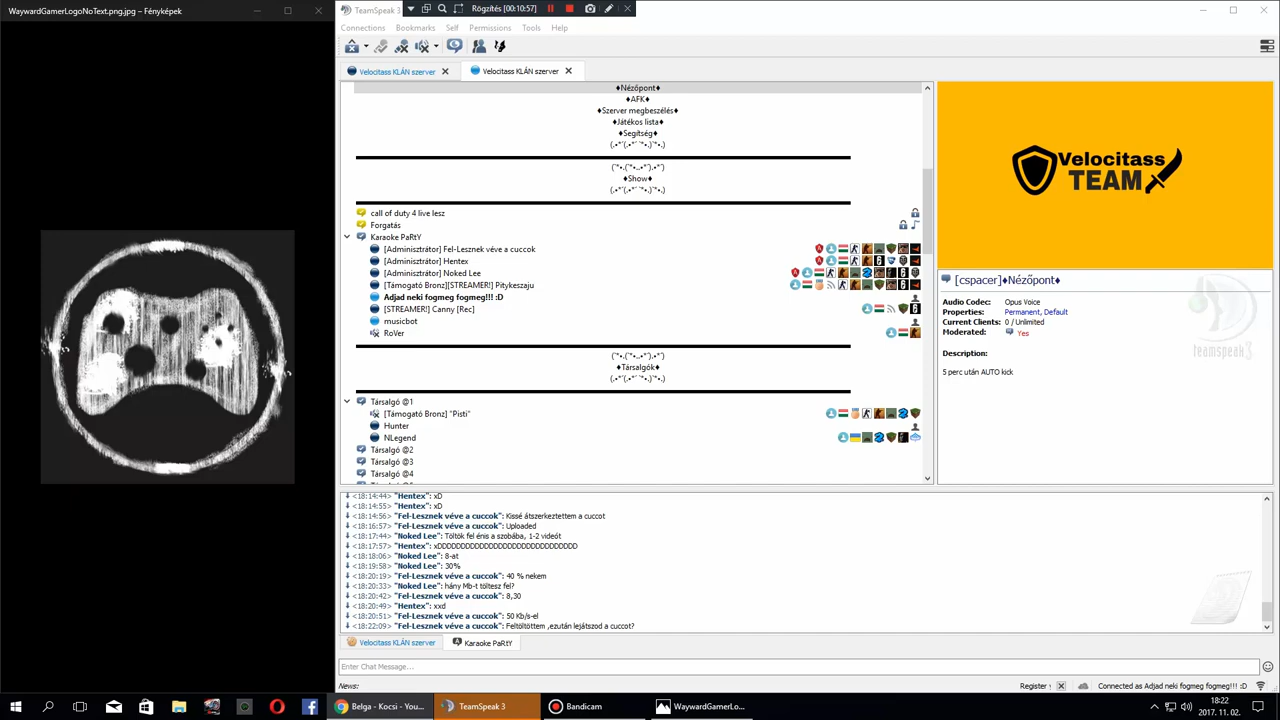 WaywardGamerLogoNoText.png.jpg – Fényképek
TeamSpeak 3
Rögzítés [00:10:57]
Connections Bookmarks Self Permissions Tools Help
Velocitass KLÁN szerver
Velocitass KLÁN szerver
♦Nézőpont♦
♦AFK♦
♦Szerver megbeszélés♦
♦Játékos lista♦
♦Segítség♦
♦Show♦
call of duty 4 live lesz
Forgatás
Karaoke PaRtY
[Adminisztrátor] Fel-Lesznek véve a cuccok
[Adminisztrátor] Hentex
[Adminisztrátor] Noked Lee
[Támogató Bronz][STREAMER!] Pitykeszaju
Adjad neki fogmeg fogmeg!!! :D
[STREAMER!] Canny [Rec]
musicbot
RoVer
♦Társalgók♦
Társalgó @1
[Támogató Bronz] "Pisti"
Hunter
NLegend
Társalgó @2
Társalgó @3
Társalgó @4
Velocitass
TEAM
[cspacer]♦Nézőpont♦
Audio Codec: Opus Voice
Properties: Permanent, Default
Current Clients: 0 / Unlimited
Moderated: Yes
Description:
5 perc után AUTO kick
teamspeak3
<18:14:44> "Hentex": xD
<18:14:55> "Hentex": xD
<18:14:56> "Fel-Lesznek véve a cuccok": Kissé átszerkeztettem a cuccot
<18:16:57> "Fel-Lesznek véve a cuccok": Uploaded
<18:17:44> "Noked Lee": Töltök fel énis a szobába, 1-2 videót
<18:17:57> "Hentex": xDDDDDDDDDDDDDDDDDDDDDDDDDDDD
<18:18:06> "Noked Lee": 8-at
<18:19:58> "Noked Lee": 30%
<18:20:19> "Fel-Lesznek véve a cuccok": 40 % nekem
<18:20:33> "Noked Lee": hány Mb-t töltesz fel?
<18:20:42> "Fel-Lesznek véve a cuccok": 8,30
<18:20:49> "Hentex": xxd
<18:20:51> "Fel-Lesznek véve a cuccok": 50 Kb/s-el
<18:22:09> "Fel-Lesznek véve a cuccok": Feltöltöttem ,ezután lejátszod a cuccot?
Velocitass KLÁN szerver Karaoke PaRtY
Enter Chat Message...
News: Register Connected as Adjad neki fogmeg fogmeg!!! :D
Belga - Kocsi - Yout... TeamSpeak 3 Bandicam WaywardGamerLo... 18:22
2017. 11. 02.